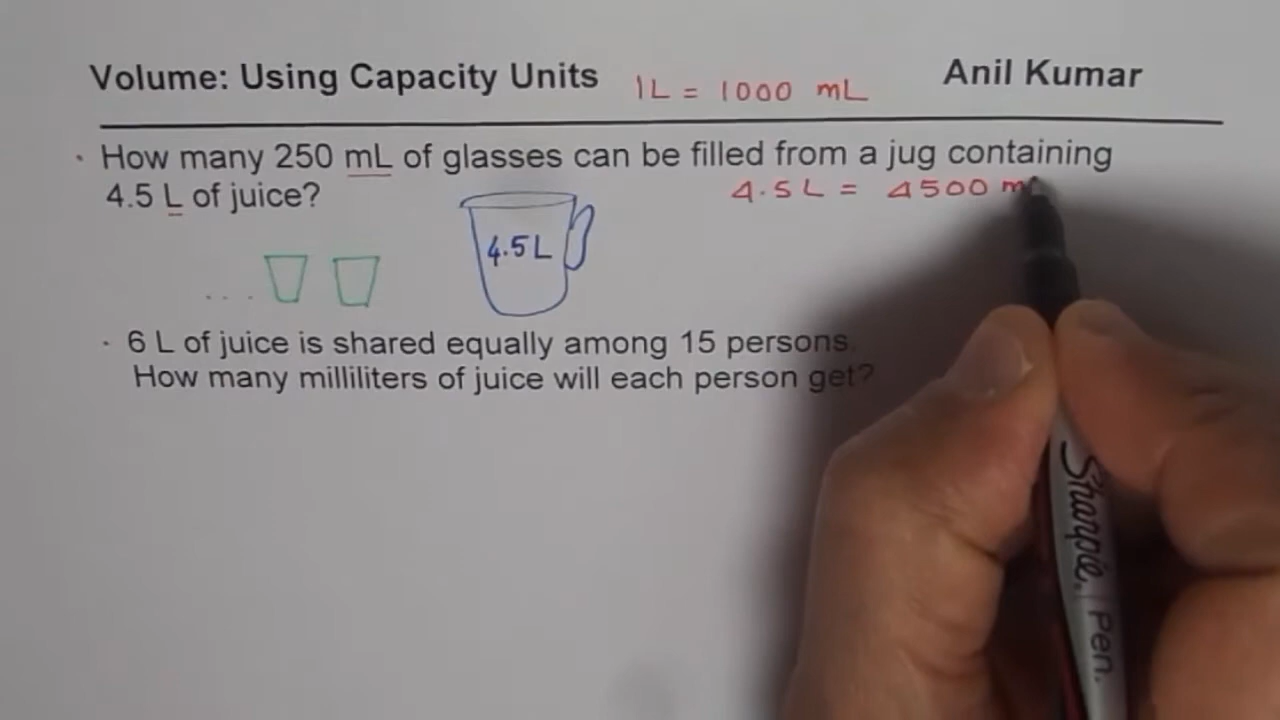 Volume: Using Capacity Units 1L = 1000 mL Anil Kumar
How many 250 mL of glasses can be filled from a jug containing
4.5 L of juice? 4.5L = 4500 m
4.5L
6 L of juice is shared equally among 15 persons.
How many milliliters of juice will each person get?
Sharpie. Pen.